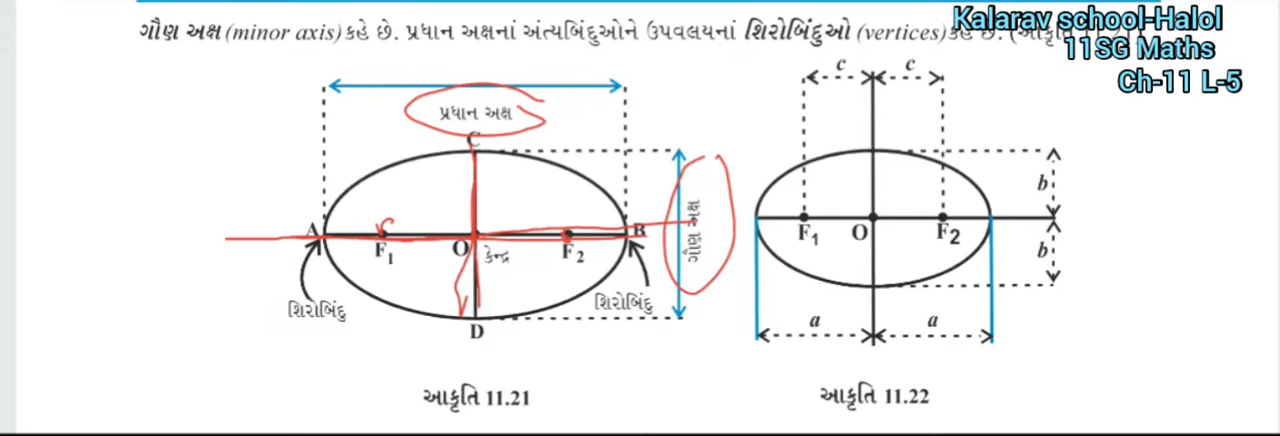 ગૌણ અક્ષ (minor axis) કહે છે. પ્રધાન અક્ષનાં અંત્યબિંદુઓને ઉપવલયનાં શિરોબિંદુઓ (vertices) કહે છે. (આકૃતિ
Kalarav school-Halol
11SG Maths
Ch-11 L-5
c c
પ્રધાન અક્ષ
C
ગૌણ અક્ષ
b
A F1 O કેન્દ્ર F2 B
F1 O F2
b
શિરોબિંદુ શિરોબિંદુ
D
a a
આકૃતિ 11.21
આકૃતિ 11.22